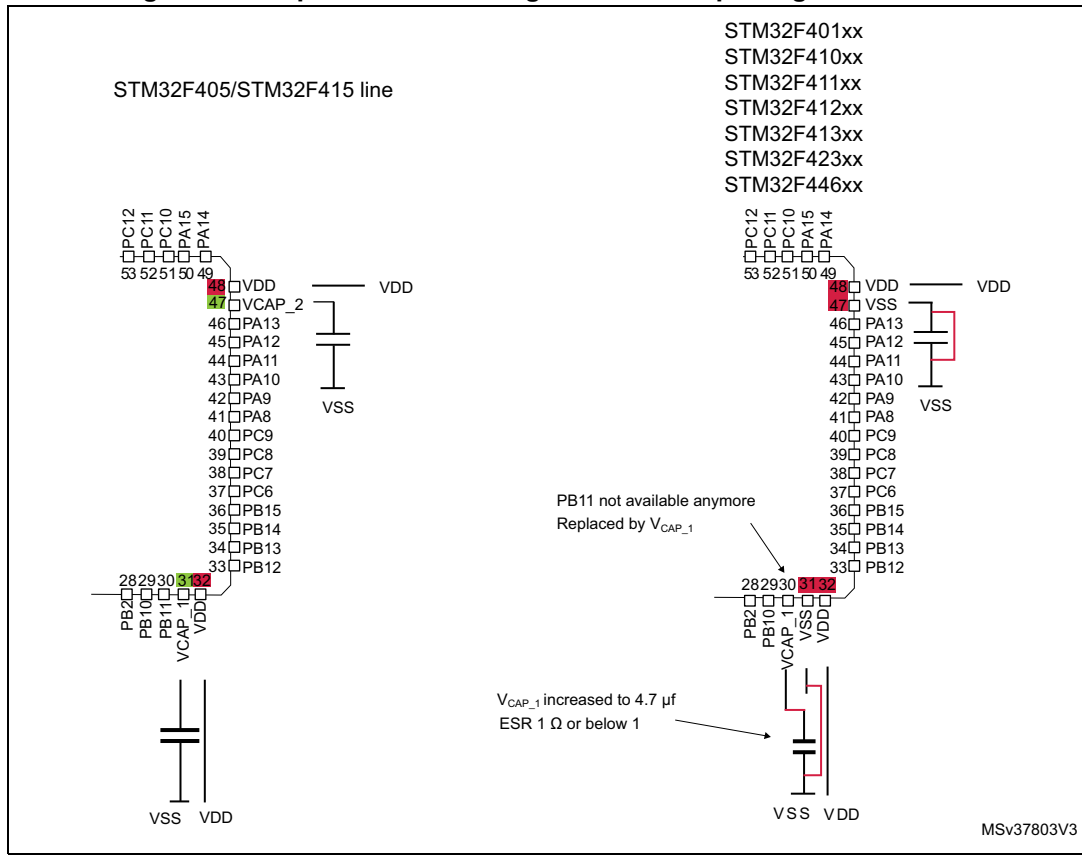 STM32F405/STM32F415 line
PC12
PC11
PC10
PA15
PA14
53 52 51 50 49
48 VDD
VDD
47 VCAP_2
46 PA13
45 PA12
44 PA11
43 PA10
42 PA9
41 PA8
40 PC9
39 PC8
38 PC7
37 PC6
36 PB15
35 PB14
34 PB13
33 PB12
VSS
28 29 30 31 32
PB2
PB10
PB11
VCAP_1
VDD
VSS VDD
STM32F401xx
STM32F410xx
STM32F411xx
STM32F412xx
STM32F413xx
STM32F423xx
STM32F446xx
PC12
PC11
PC10
PA15
PA14
53 52 51 50 49
48 VDD
VDD
47 VSS
46 PA13
45 PA12
44 PA11
43 PA10
42 PA9
41 PA8
40 PC9
39 PC8
38 PC7
37 PC6
36 PB15
35 PB14
34 PB13
33 PB12
VSS
PB11 not available anymore
Replaced by VCAP_1
28 29 30 31 32
PB2
PB10
VCAP_1
VSS
VDD
VCAP_1 increased to 4.7 µf
ESR 1 Ω or below 1
VSS VDD
MSv37803V3